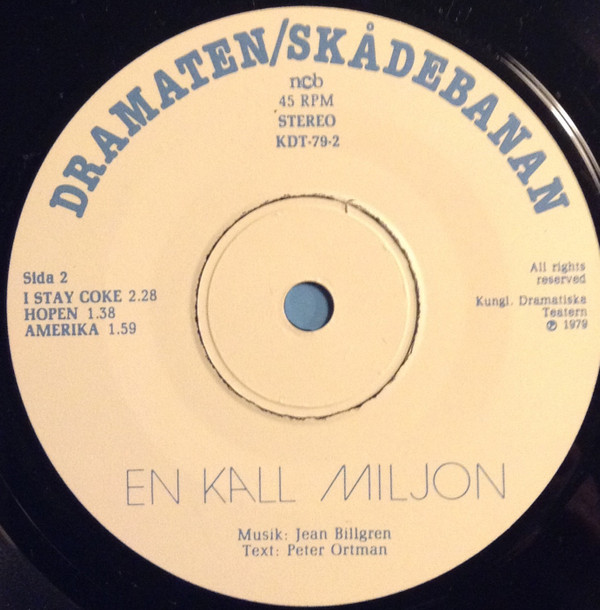 DRAMATEN/SKÅDEBANAN
ncb
45 RPM
STEREO
KDT-79-2
Sida 2
I STAY COKE 2.28
HOPEN 1.38
AMERIKA 1.59
All rights
reserved
Kungl. Dramatiska
Teatern
℗ 1979
EN KALL MILJON
Musik: Jean Billgren
Text: Peter Ortman